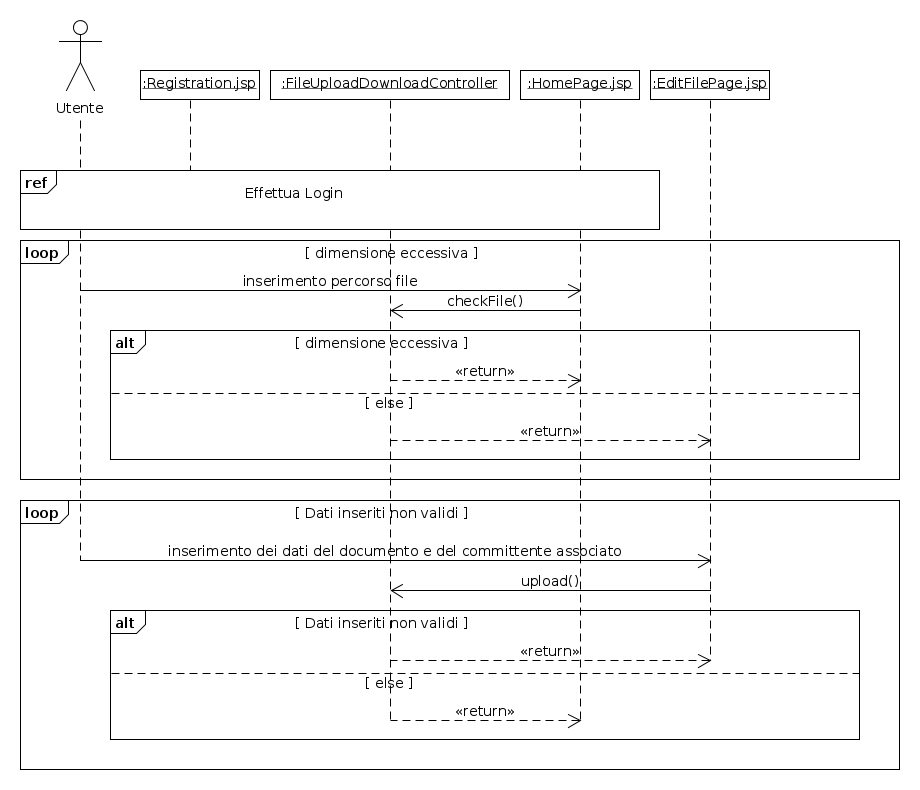 Utente
:Registration.jsp
:FileUploadDownloadController
:HomePage.jsp
:EditFilePage.jsp
ref
Effettua Login
loop
[ dimensione eccessiva ]
inserimento percorso file
checkFile()
alt
[ dimensione eccessiva ]
«return»
[ else ]
«return»
loop
[ Dati inseriti non validi ]
inserimento dei dati del documento e del committente associato
upload()
alt
[ Dati inseriti non validi ]
«return»
[ else ]
«return»